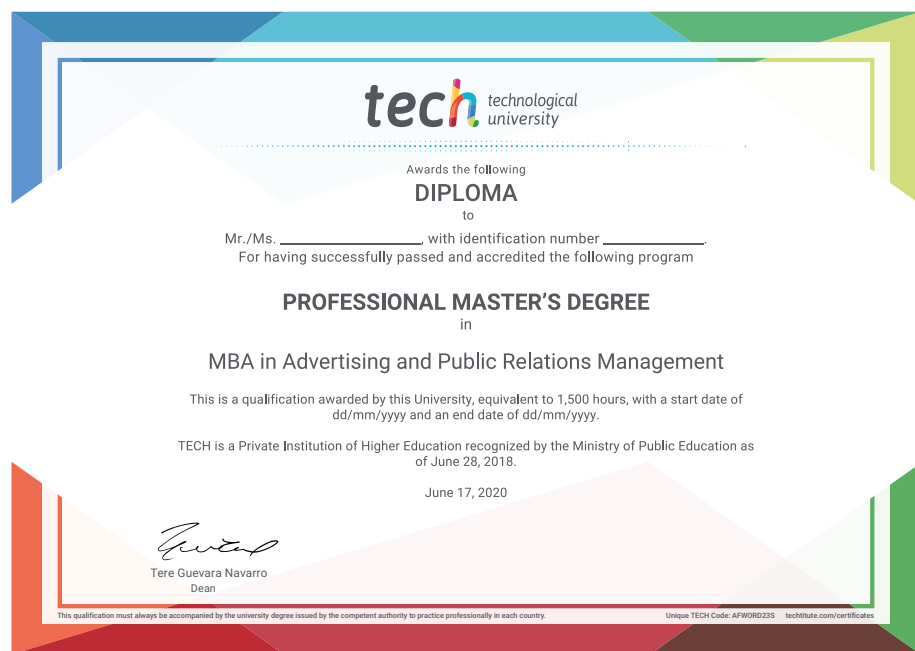 tech technological
university
Awards the following
DIPLOMA
to
Mr./Ms. ____________________, with identification number ______________.
For having successfully passed and accredited the following program
PROFESSIONAL MASTER'S DEGREE
in
MBA in Advertising and Public Relations Management
This is a qualification awarded by this University, equivalent to 1,500 hours, with a start date of
dd/mm/yyyy and an end date of dd/mm/yyyy.
TECH is a Private Institution of Higher Education recognized by the Ministry of Public Education as
of June 28, 2018.
June 17, 2020
Tere Guevara Navarro
Dean
This qualification must always be accompanied by the university degree issued by the competent authority to practice professionally in each country. Unique TECH Code: AFWORD23S techtitute.com/certificates